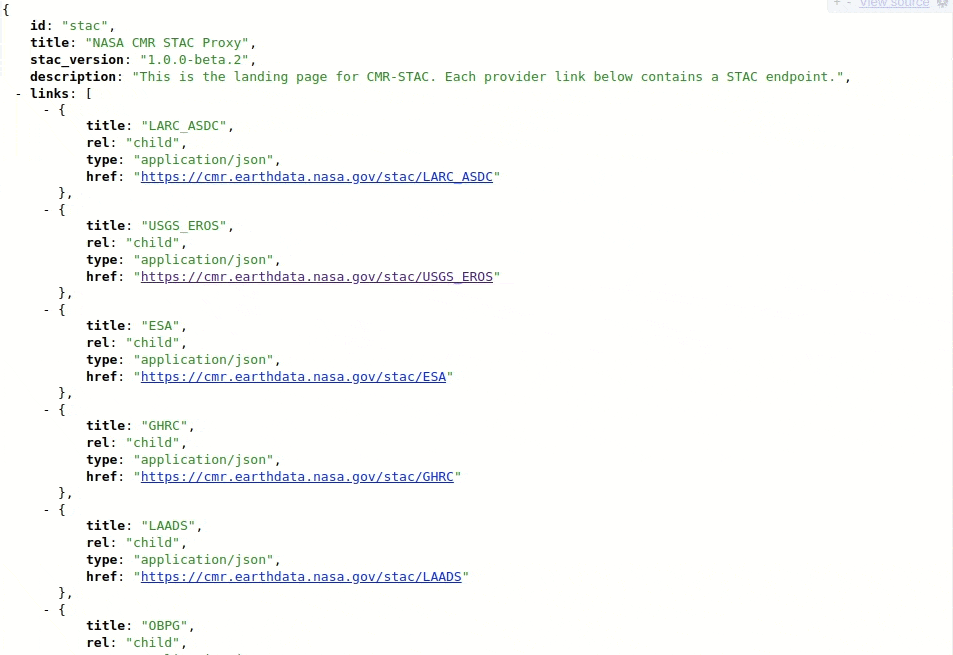 + - View source
{
id: "stac",
title: "NASA CMR STAC Proxy",
stac_version: "1.0.0-beta.2",
description: "This is the landing page for CMR-STAC. Each provider link below contains a STAC endpoint.",
- links: [
- {
title: "LARC_ASDC",
rel: "child",
type: "application/json",
href: "https://cmr.earthdata.nasa.gov/stac/LARC_ASDC"
},
- {
title: "USGS_EROS",
rel: "child",
type: "application/json",
href: "https://cmr.earthdata.nasa.gov/stac/USGS_EROS"
},
- {
title: "ESA",
rel: "child",
type: "application/json",
href: "https://cmr.earthdata.nasa.gov/stac/ESA"
},
- {
title: "GHRC",
rel: "child",
type: "application/json",
href: "https://cmr.earthdata.nasa.gov/stac/GHRC"
},
- {
title: "LAADS",
rel: "child",
type: "application/json",
href: "https://cmr.earthdata.nasa.gov/stac/LAADS"
},
- {
title: "OBPG",
rel: "child",